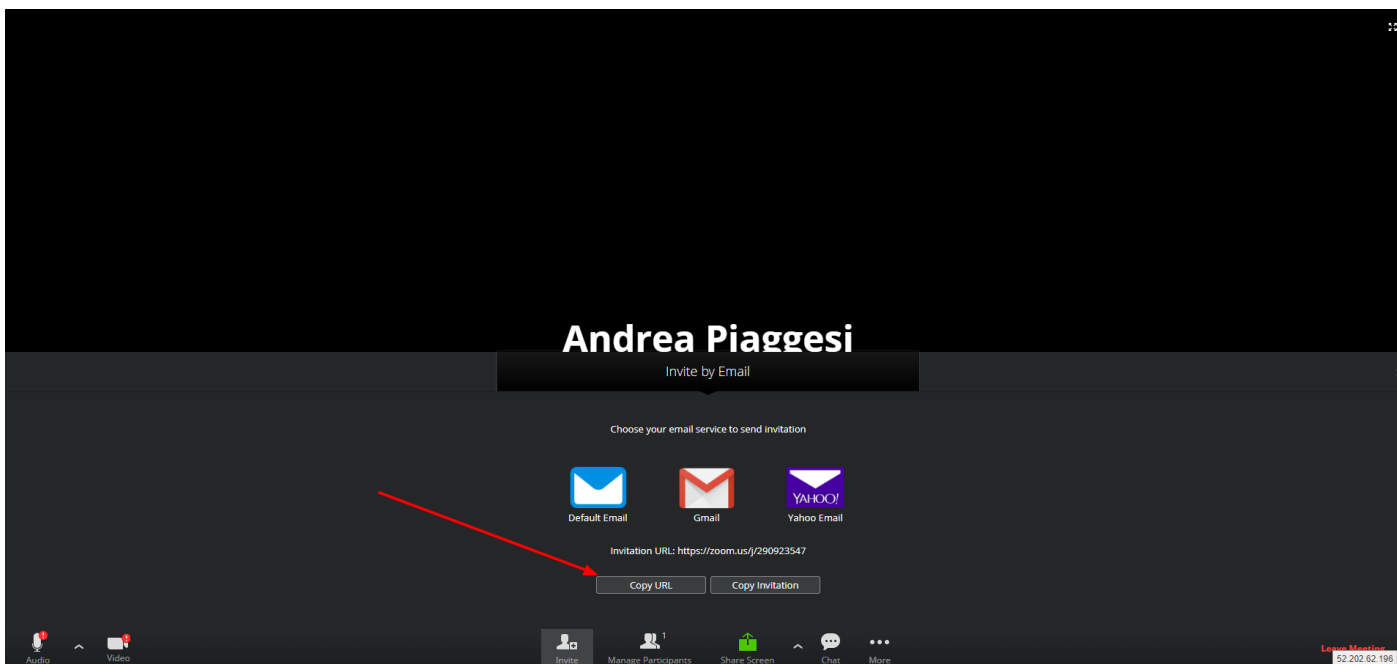 Andrea Piaggesi
Invite by Email
Choose your email service to send invitation
YAHOO!
Default Email Gmail Yahoo Email
Invitation URL: https://zoom.us/j/290923547
Copy URL Copy Invitation
! ! 1
Audio Video Invite Manage Participants Share Screen Chat More Leave Meeting
52.202.62.196